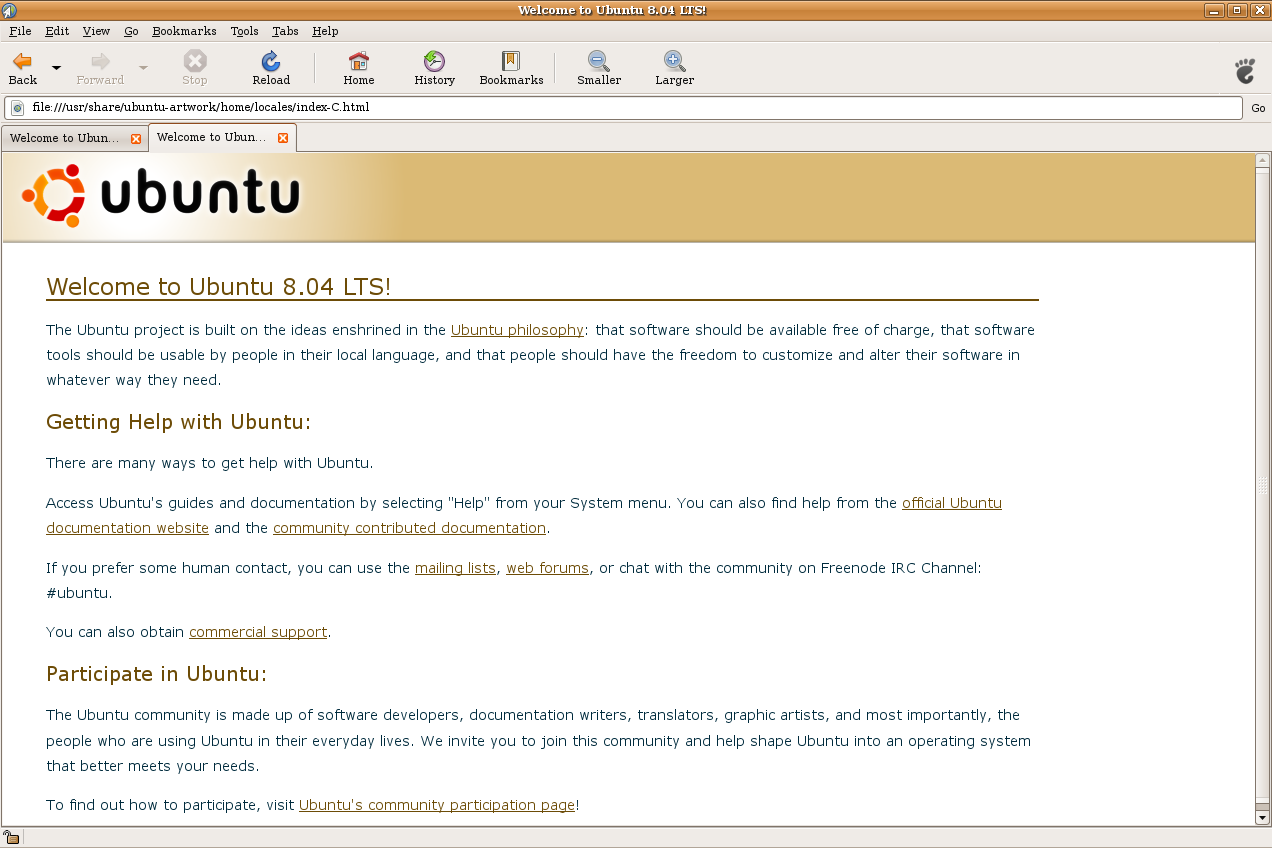 Welcome to Ubuntu 8.04 LTS!
File Edit View Go Bookmarks Tools Tabs Help
Back Forward Stop Reload Home History Bookmarks Smaller Larger
file:///usr/share/ubuntu-artwork/home/locales/index-C.html Go
Welcome to Ubun... Welcome to Ubun...
ubuntu
Welcome to Ubuntu 8.04 LTS!
The Ubuntu project is built on the ideas enshrined in the Ubuntu philosophy: that software should be available free of charge, that software
tools should be usable by people in their local language, and that people should have the freedom to customize and alter their software in
whatever way they need.
Getting Help with Ubuntu:
There are many ways to get help with Ubuntu.
Access Ubuntu's guides and documentation by selecting "Help" from your System menu. You can also find help from the official Ubuntu
documentation website and the community contributed documentation.
If you prefer some human contact, you can use the mailing lists, web forums, or chat with the community on Freenode IRC Channel:
#ubuntu.
You can also obtain commercial support.
Participate in Ubuntu:
The Ubuntu community is made up of software developers, documentation writers, translators, graphic artists, and most importantly, the
people who are using Ubuntu in their everyday lives. We invite you to join this community and help shape Ubuntu into an operating system
that better meets your needs.
To find out how to participate, visit Ubuntu's community participation page!